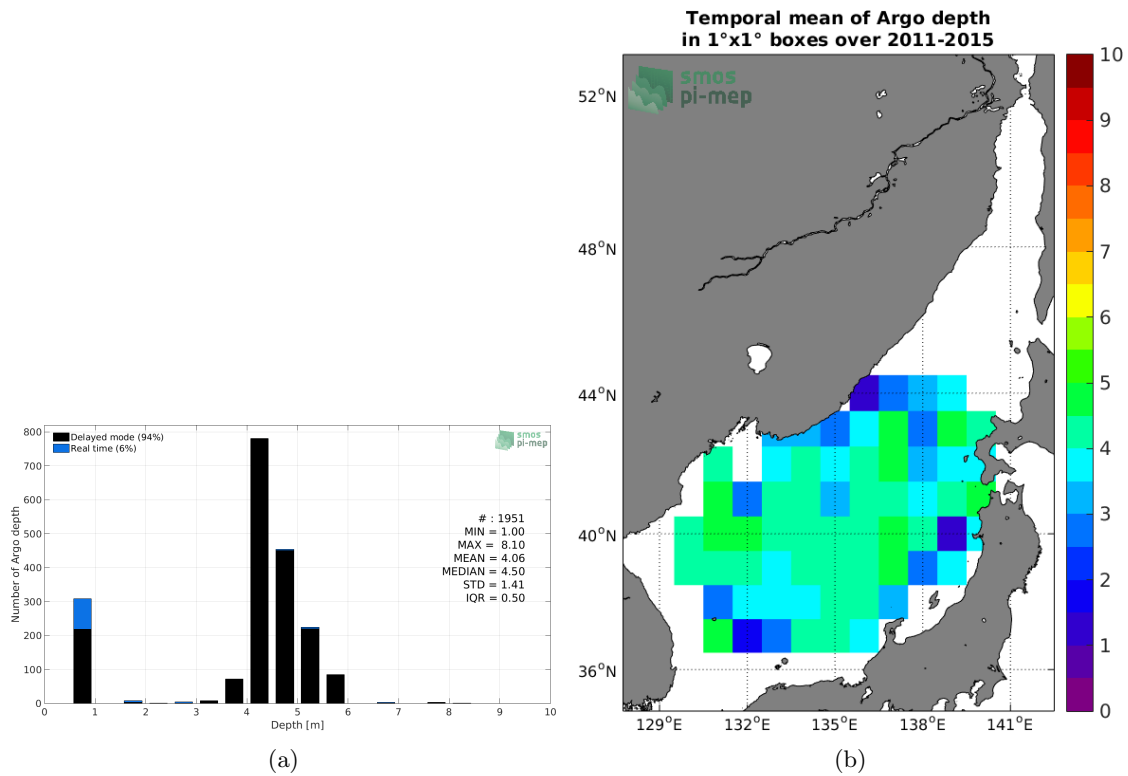 Temporal mean of Argo depth
in 1°x1° boxes over 2011-2015
smos
pi-mep
52°N
48°N
44°N
40°N
36°N
129°E
132°E
135°E
138°E
141°E
10
9
8
7
6
5
4
3
2
1
0
(b)
Delayed mode (94%)
Real time (6%)
smos
pi-mep
# : 1951
MIN = 1.00
MAX = 8.10
MEAN = 4.06
MEDIAN = 4.50
STD = 1.41
IQR = 0.50
Number of Argo depth
800
700
600
500
400
300
200
100
0
0 1 2 3 4 5 6 7 8 9 10
Depth [m]
(a)